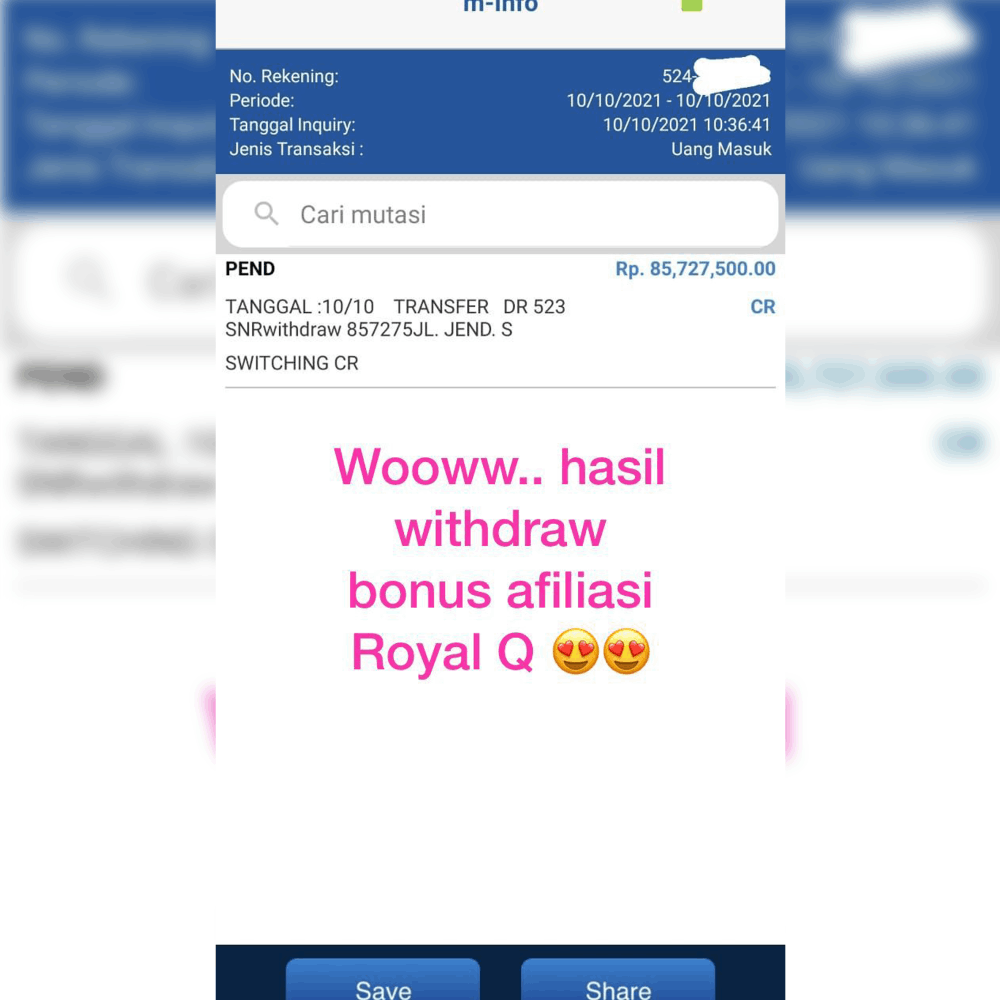 m-Info
No. Rekening: 524-
Periode: 10/10/2021 - 10/10/2021
Tanggal Inquiry: 10/10/2021 10:36:41
Jenis Transaksi : Uang Masuk
Cari mutasi
PEND Rp. 85,727,500.00
TANGGAL :10/10 TRANSFER DR 523 CR
SNRwithdraw 857275JL. JEND. S
SWITCHING CR
Wooww.. hasil
withdraw
bonus afiliasi
Royal Q 😍😍
Save Share